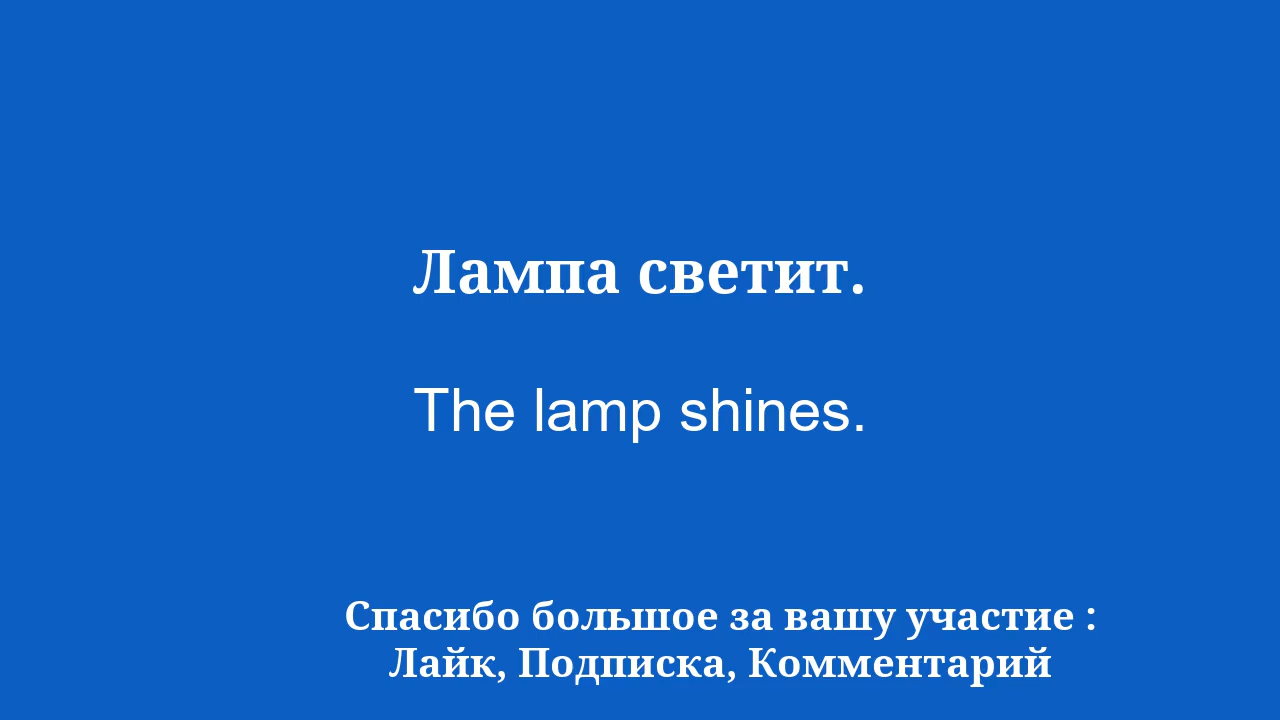 Лампа светит.
The lamp shines.
Спасибо большое за вашу участие :
Лайк, Подписка, Комментарий